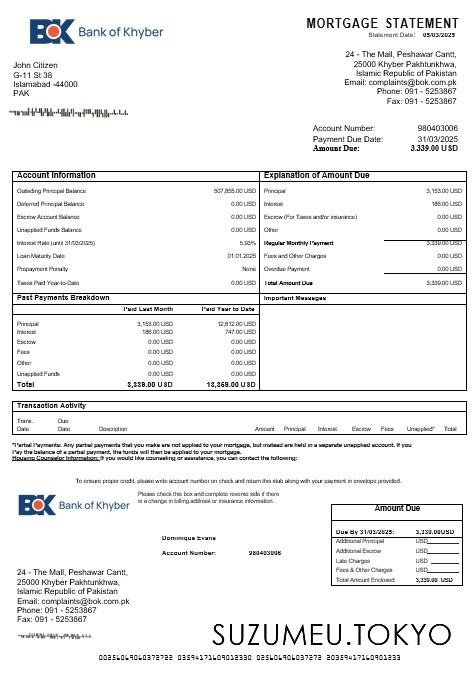 BOK Bank of Khyber
MORTGAGE STATEMENT
Statement Date: 05/03/2025
John Citizen
G-11 St 38
Islamabad -44000
PAK
24 - The Mall, Peshawar Cantt,
25000 Khyber Pakhtunkhwa,
Islamic Republic of Pakistan
Email: complaints@bok.com.pk
Phone: 091 - 5253867
Fax: 091 - 5253867
Account Number: 980403006
Payment Due Date: 31/03/2025
Amount Due: 3,339.00 USD
Account Information
Outsiding Principal Balance 507,855.00 USD
Deferred Principal Balance 0.00 USD
Escrow Account Balance 0.00 USD
Unapplied Funds Balance 0.00 USD
Interest Rate (until 31/03/2025) 5.93%
Loan Maturity Date 01.01.2025
Prepayment Penalty None
Taxes Paid Year-to-Date 0.00 USD
Explanation of Amount Due
Principal 3,153.00 USD
Interest 186.00 USD
Escrow (For Taxes and/or insurance) 0.00 USD
Other 0.00 USD
Regular Monthly Payment 3,339.00 USD
Fees and Other Charges 0.00 USD
Overdue Payment 0.00 USD
Total Amount Due 3,339.00 USD
Past Payments Breakdown
Paid Last Month Paid Year to Date
Principal 3,153.00 USD 12,612.00 USD
Interest 186.00 USD 747.00 USD
Escrow 0.00 USD 0.00 USD
Fees 0.00 USD 0.00 USD
Other 0.00 USD 0.00 USD
Unapplied Funds 0.00 USD 0.00 USD
Total 3,339.00 USD 13,359.00 USD
Important Messages
Transaction Activity
Trans. Due
Date Date Description Amount Principal Interest Escrow Fees Unapplied* Total
*Partial Payments: Any partial payments that you make are not applied to your mortgage, but instead are held in a separate unapplied account. If you
Pay the balance of a partial payment, the funds will then be applied to your mortgage.
Housing Counselor Information: If you would like counseling or assistance, you can contact the following:
To ensure proper credit, please write account number on check and return this stub along with your payment in envelope provided.
BOK Bank of Khyber
Please check this box and complete reverse side if there
is a change in billing address or insurance information.
Dominique Evans
Account Number: 980403006
24 - The Mall, Peshawar Cantt,
25000 Khyber Pakhtunkhwa,
Islamic Republic of Pakistan
Email: complaints@bok.com.pk
Phone: 091 - 5253867
Fax: 091 - 5253867
Amount Due
Due By 31/03/2025: 3,339.00USD
Additional Principal USD
Additional Escrow USD
Late Charges USD
Fees & Other Charges USD
Total Amount Enclosed 3,339.00 USD
SUZUMEU.TOKYO